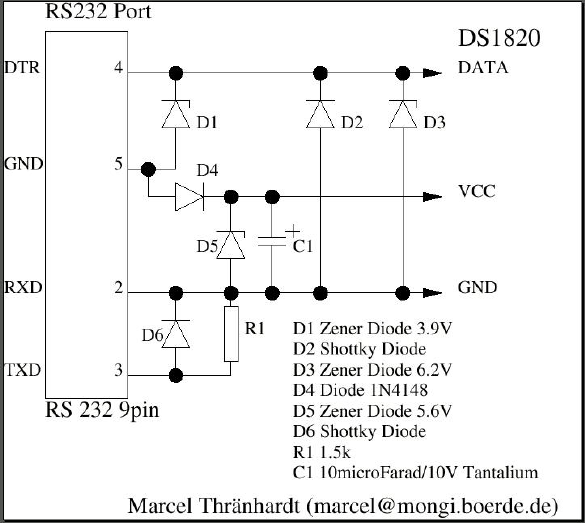 RS232 Port
DS1820
DTR 4 DATA
D1 D2 D3
GND 5
D4
VCC
D5 C1
RXD 2 GND
R1
D6
TXD 3
D1 Zener Diode 3.9V
D2 Shottky Diode
D3 Zener Diode 6.2V
D4 Diode 1N4148
D5 Zener Diode 5.6V
D6 Shottky Diode
R1 1.5k
C1 10microFarad/10V Tantalium
RS 232 9pin
Marcel Thränhardt (marcel@mongi.boerde.de)